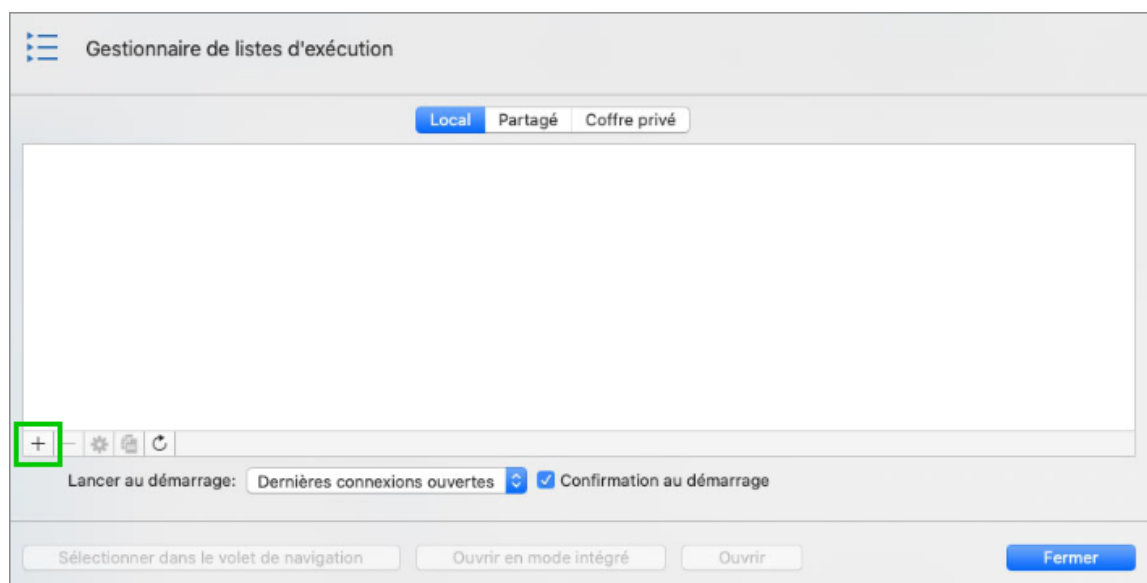 Gestionnaire de listes d'exécution
Local Partagé Coffre privé
Lancer au démarrage: Dernières connexions ouvertes Confirmation au démarrage
Sélectionner dans le volet de navigation Ouvrir en mode intégré Ouvrir Fermer